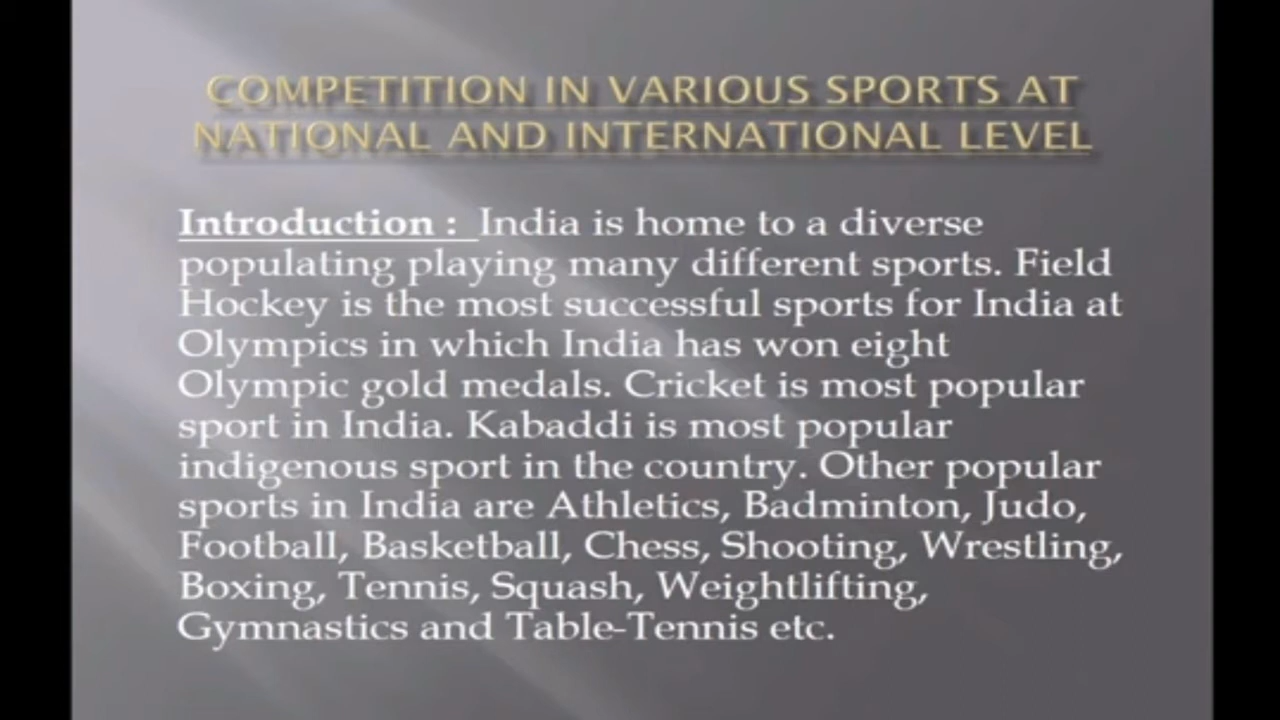 COMPETITION IN VARIOUS SPORTS AT
NATIONAL AND INTERNATIONAL LEVEL
Introduction : India is home to a diverse
populating playing many different sports. Field
Hockey is the most successful sports for India at
Olympics in which India has won eight
Olympic gold medals. Cricket is most popular
sport in India. Kabaddi is most popular
indigenous sport in the country. Other popular
sports in India are Athletics, Badminton, Judo,
Football, Basketball, Chess, Shooting, Wrestling,
Boxing, Tennis, Squash, Weightlifting,
Gymnastics and Table-Tennis etc.